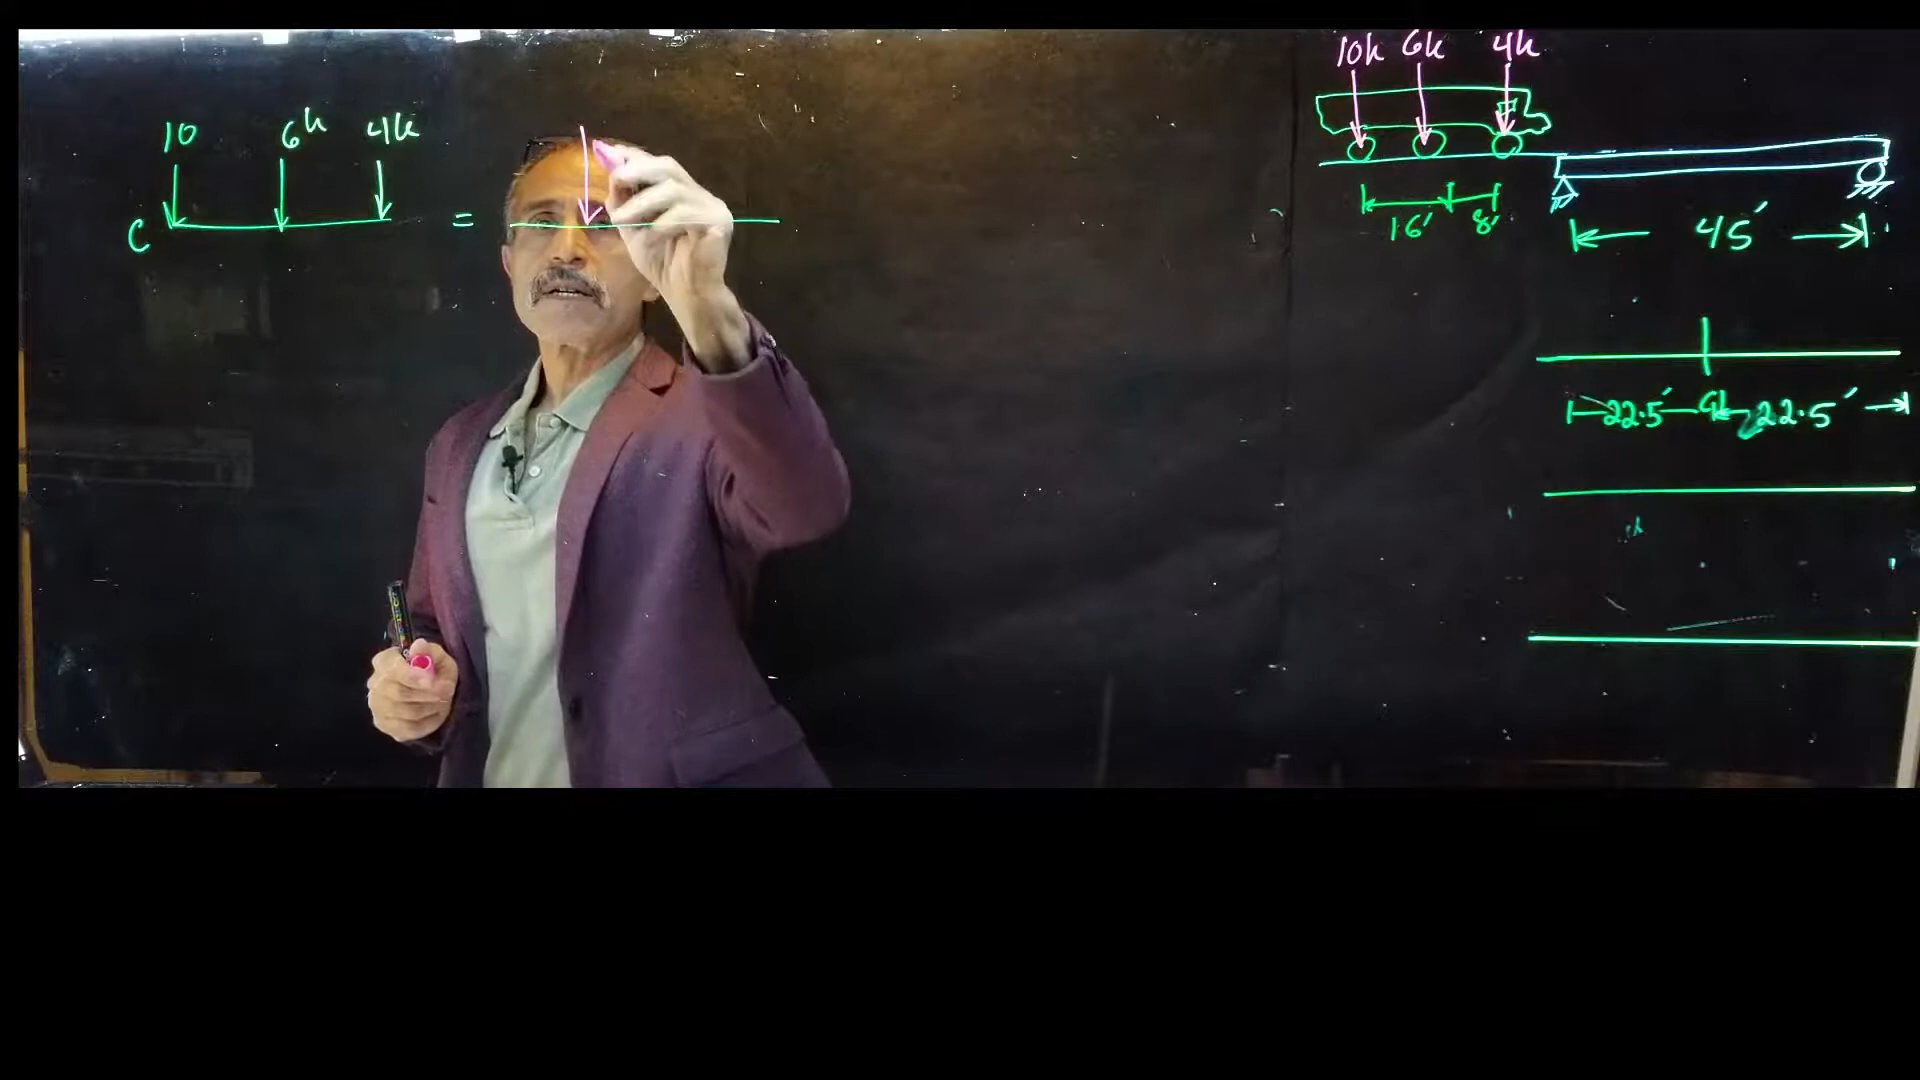 10 6k 4k
C =
10k 6k 4k
16' 8'
45'
22.5' 22.5'